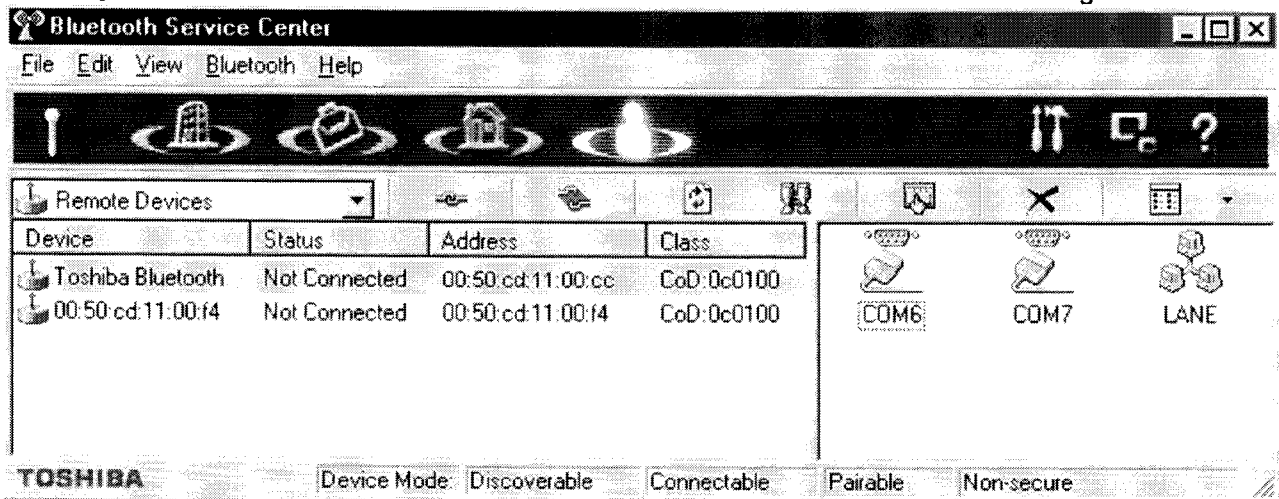 Bluetooth Service Center
File Edit View Bluetooth Help
?
Remote Devices
Device Status Address Class
Toshiba Bluetooth Not Connected 00:50:cd:11:00:cc CoD:0c0100
00:50:cd:11:00:f4 Not Connected 00:50:cd:11:00:f4 CoD:0c0100
COM6 COM7 LANE
TOSHIBA Device Mode: Discoverable Connectable Pairable Non-secure